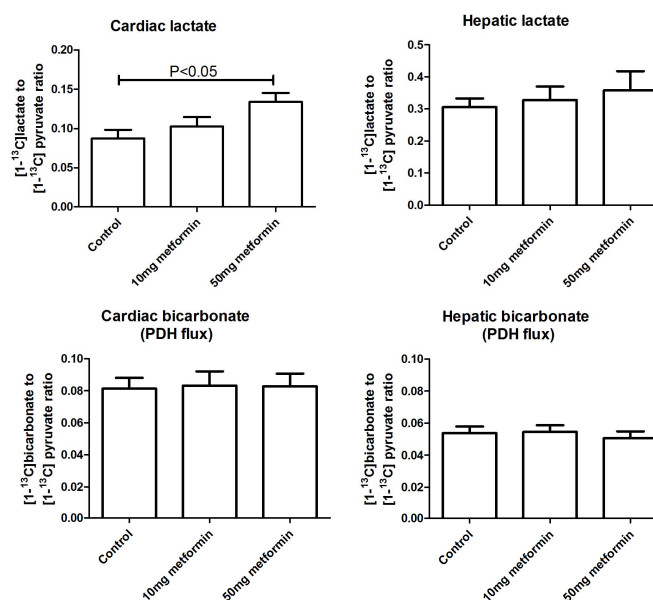 Cardiac lactate
[1-¹³C]lactate to
[1-¹³C] pyruvate ratio
0.20
0.15
0.10
0.05
0.00
P<0.05
Control
10mg metformin
50mg metformin
Hepatic lactate
[1-¹³C]lactate to
[1-¹³C] pyruvate ratio
0.5
0.4
0.3
0.2
0.1
0.0
Control
10mg metformin
50mg metformin
Cardiac bicarbonate
(PDH flux)
[1-¹³C]bicarbonate to
[1-¹³C] pyruvate ratio
0.10
0.08
0.06
0.04
0.02
0.00
Control
10mg metformin
50mg metformin
Hepatic bicarbonate
(PDH flux)
[1-¹³C]bicarbonate to
[1-¹³C] pyruvate ratio
0.10
0.08
0.06
0.04
0.02
0.00
Control
10mg metformin
50mg metformin